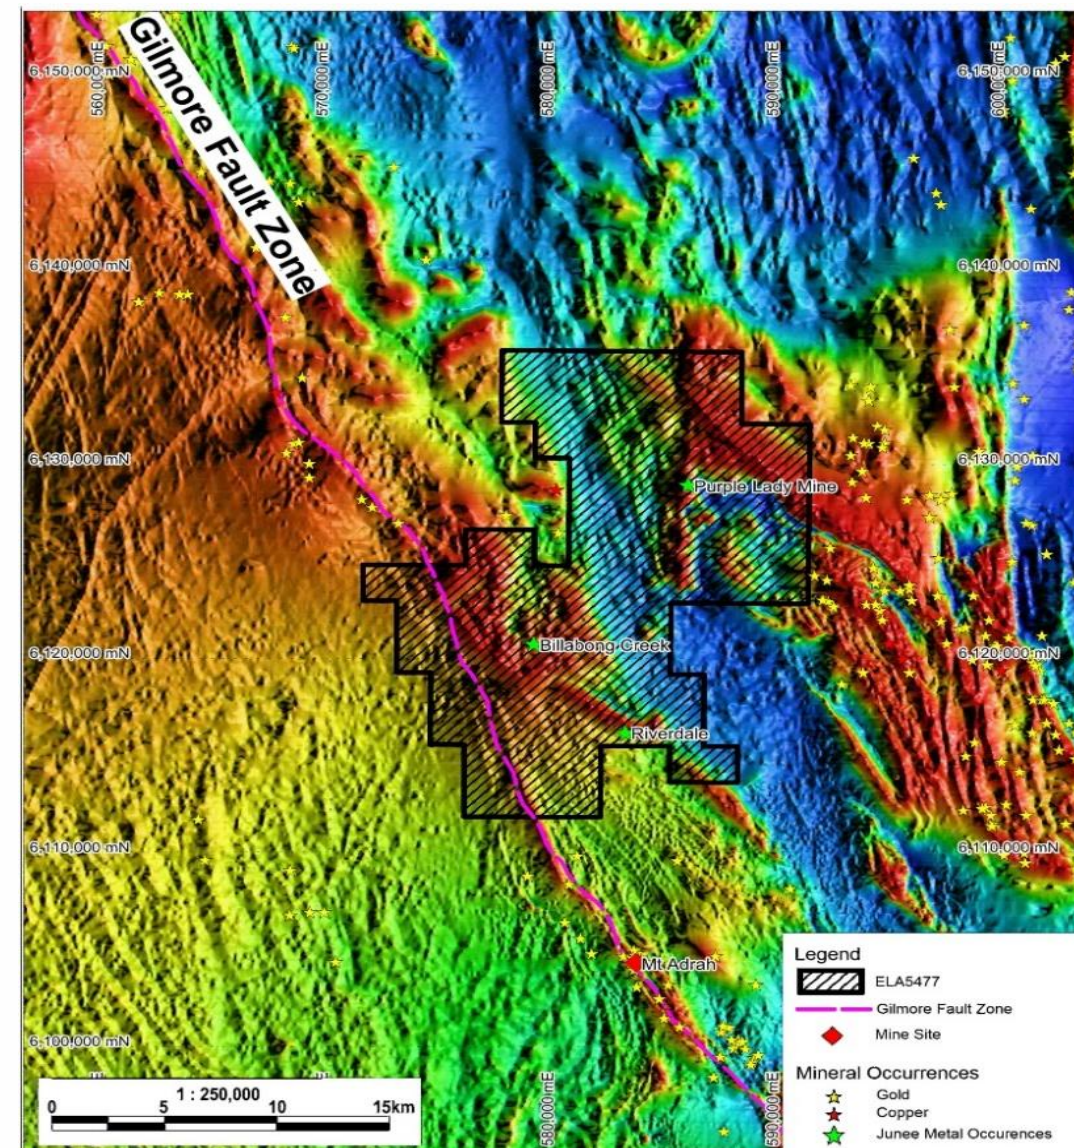 Gilmore Fault Zone
560,000 mE
570,000 mE
580,000 mE
590,000 mE
600,000 mE
6,150,000 mN
6,150,000 mN
6,140,000 mN
6,140,000 mN
6,130,000 mN
6,130,000 mN
Purple Lady Mine
6,120,000 mN
Billabong Creek
6,120,000 mN
Riverdale
6,110,000 mN
6,110,000 mN
Mt Adrah
6,100,000 mN
580,000 mE
590,000 mE
1 : 250,000
0 5 10 15km
Legend
ELA5477
Gilmore Fault Zone
Mine Site
Mineral Occurrences
Gold
Copper
Junee Metal Occurences